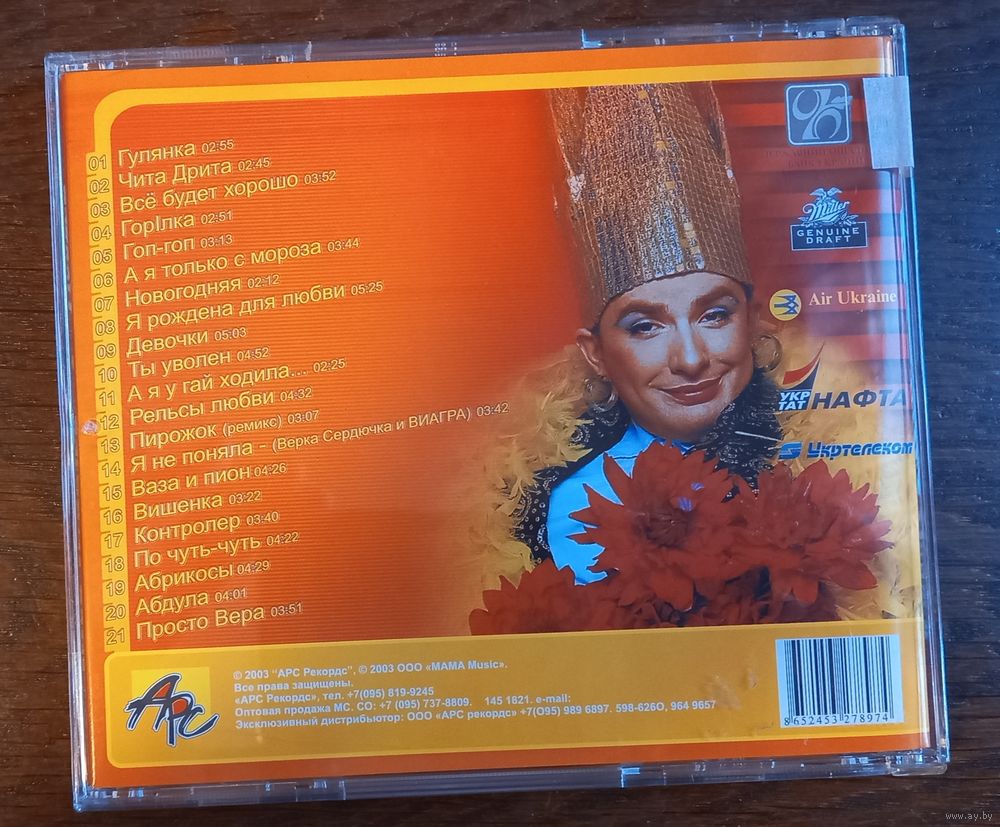 01 Гулянка 02:55
02 Чита Дрита 02:45
03 Всё будет хорошо 03:52
04 ГорІлка 02:51
05 Гоп-гоп 03:13
06 А я только с мороза 03:44
07 Новогодняя 02:12
08 Я рождена для любви 05:25
09 Девочки 05:03
10 Ты уволен 04:52
11 А я у гай ходила... 02:25
12 Рельсы любви 04:32
13 Пирожок (ремикс) 03:07
14 Я не поняла - (Верка Сердючка и ВИАГРА) 03:42
15 Ваза и пион 04:26
16 Вишенка 03:22
17 Контролер 03:40
18 По чуть-чуть 04:22
19 Абрикосы 04:29
20 Абдула 04:01
21 Просто Вера 03:51
Miller
GENUINE
DRAFT
Air Ukraine
УКР
ТАТ НАФТА
Укртелеком
АРС
© 2003 "АРС Рекордс", © 2003 ООО «МАМА Music».
Все права защищены.
«АРС Рекордс», тел. +7(095) 819-9245
Оптовая продажа МС. СО: +7 (095) 737-8809. 145 1821. e-mail:
Эксклюзивный дистрибьютор: ООО «АРС рекордс» +7(О95) 989 6897. 598-626О, 964 9657
8 652453 278974
www.ay.by